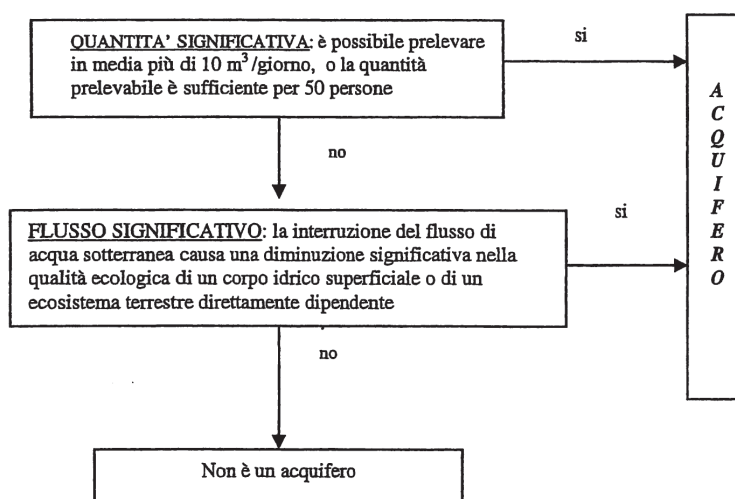 QUANTITA' SIGNIFICATIVA: è possibile prelevare
in media più di 10 m³/giorno, o la quantità
prelevabile è sufficiente per 50 persone
si
no
FLUSSO SIGNIFICATIVO: la interruzione del flusso di
acqua sotterranea causa una diminuzione significativa nella
qualità ecologica di un corpo idrico superficiale o di un
ecosistema terrestre direttamente dipendente
si
no
Non è un acquifero
A
C
Q
U
I
F
E
R
O